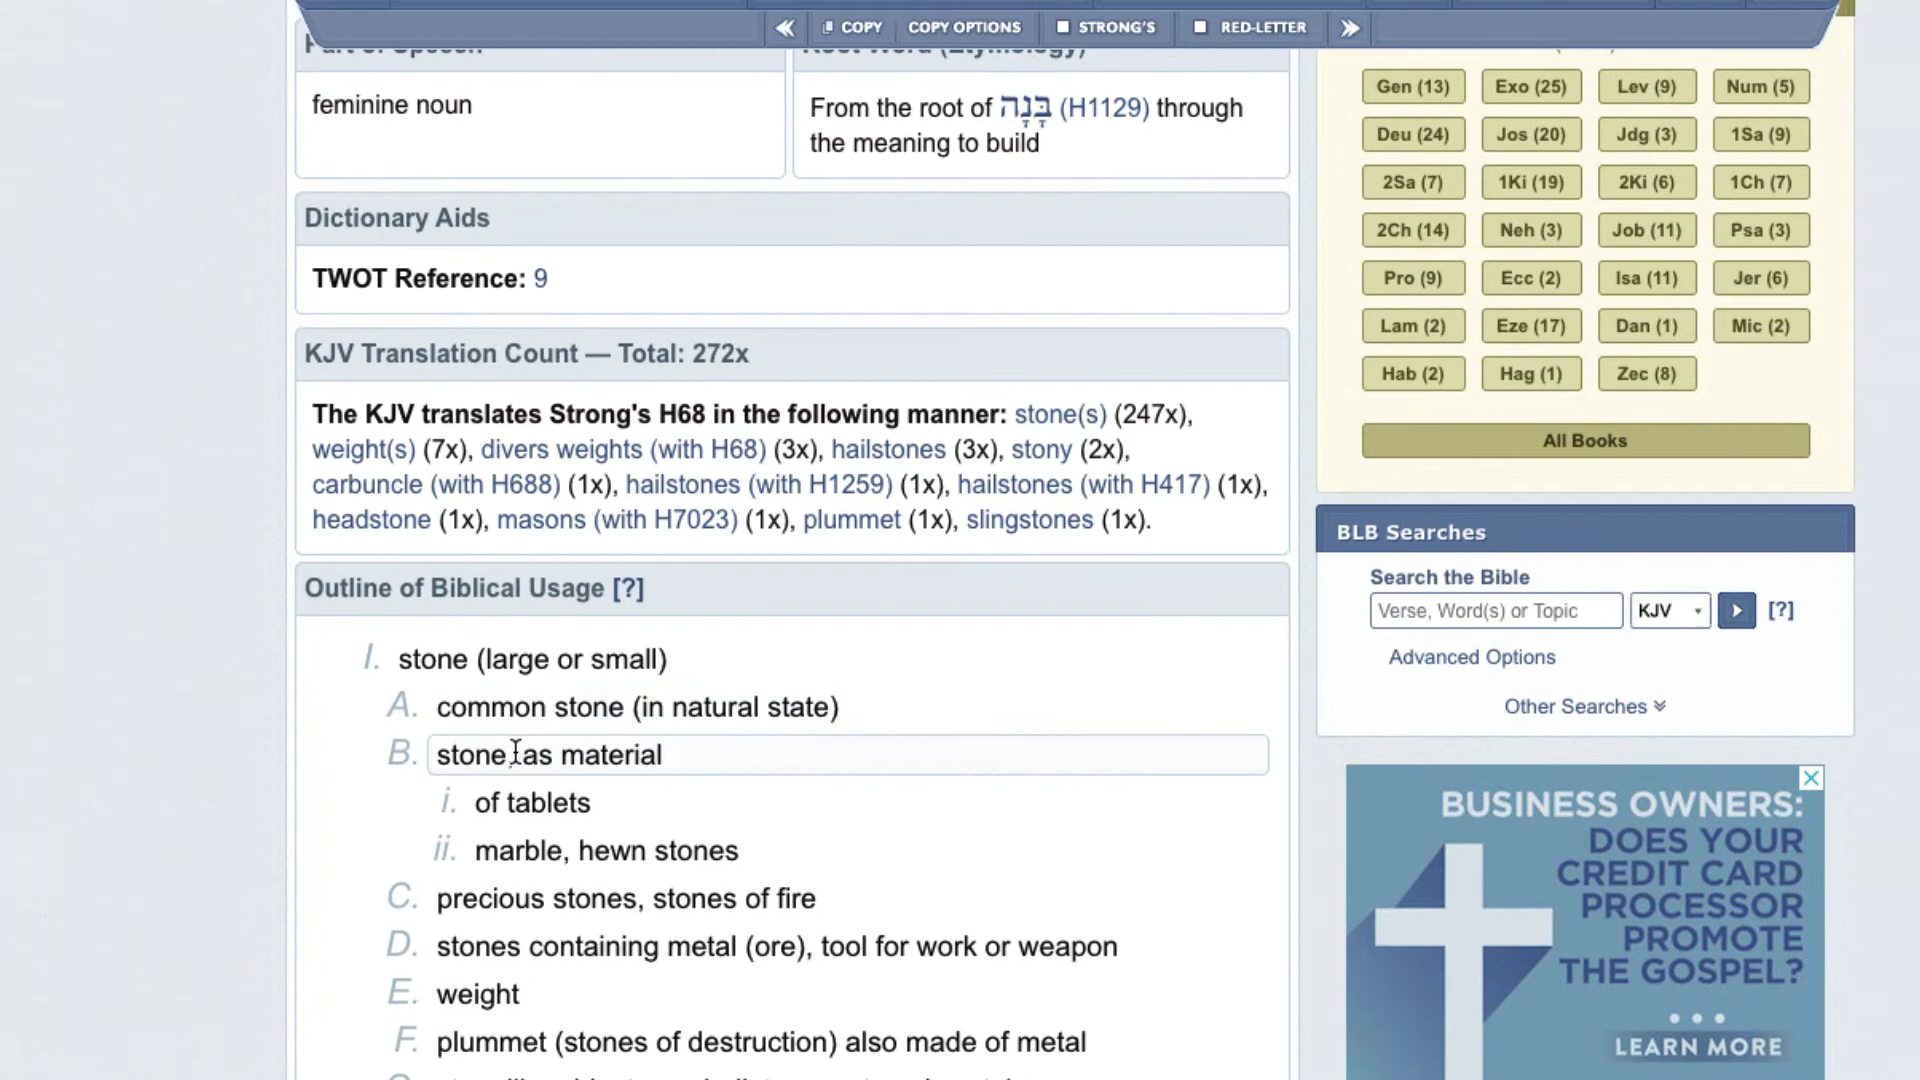 COPY
COPY OPTIONS
STRONG'S
RED-LETTER
Part of Speech
Root Word (Etymology)
feminine noun
From the root of בָּנָה (H1129) through
the meaning to build
Dictionary Aids
TWOT Reference: 9
KJV Translation Count — Total: 272x
The KJV translates Strong's H68 in the following manner: stone(s) (247x),
weight(s) (7x), divers weights (with H68) (3x), hailstones (3x), stony (2x),
carbuncle (with H688) (1x), hailstones (with H1259) (1x), hailstones (with H417) (1x),
headstone (1x), masons (with H7023) (1x), plummet (1x), slingstones (1x).
Outline of Biblical Usage [?]
I. stone (large or small)
A. common stone (in natural state)
B. stone as material
i. of tablets
ii. marble, hewn stones
C. precious stones, stones of fire
D. stones containing metal (ore), tool for work or weapon
E. weight
F. plummet (stones of destruction) also made of metal
Gen (13) Exo (25) Lev (9) Num (5)
Deu (24) Jos (20) Jdg (3) 1Sa (9)
2Sa (7) 1Ki (19) 2Ki (6) 1Ch (7)
2Ch (14) Neh (3) Job (11) Psa (3)
Pro (9) Ecc (2) Isa (11) Jer (6)
Lam (2) Eze (17) Dan (1) Mic (2)
Hab (2) Hag (1) Zec (8)
All Books
BLB Searches
Search the Bible
Verse, Word(s) or Topic KJV [?]
Advanced Options
Other Searches
BUSINESS OWNERS:
DOES YOUR
CREDIT CARD
PROCESSOR
PROMOTE
THE GOSPEL?
LEARN MORE